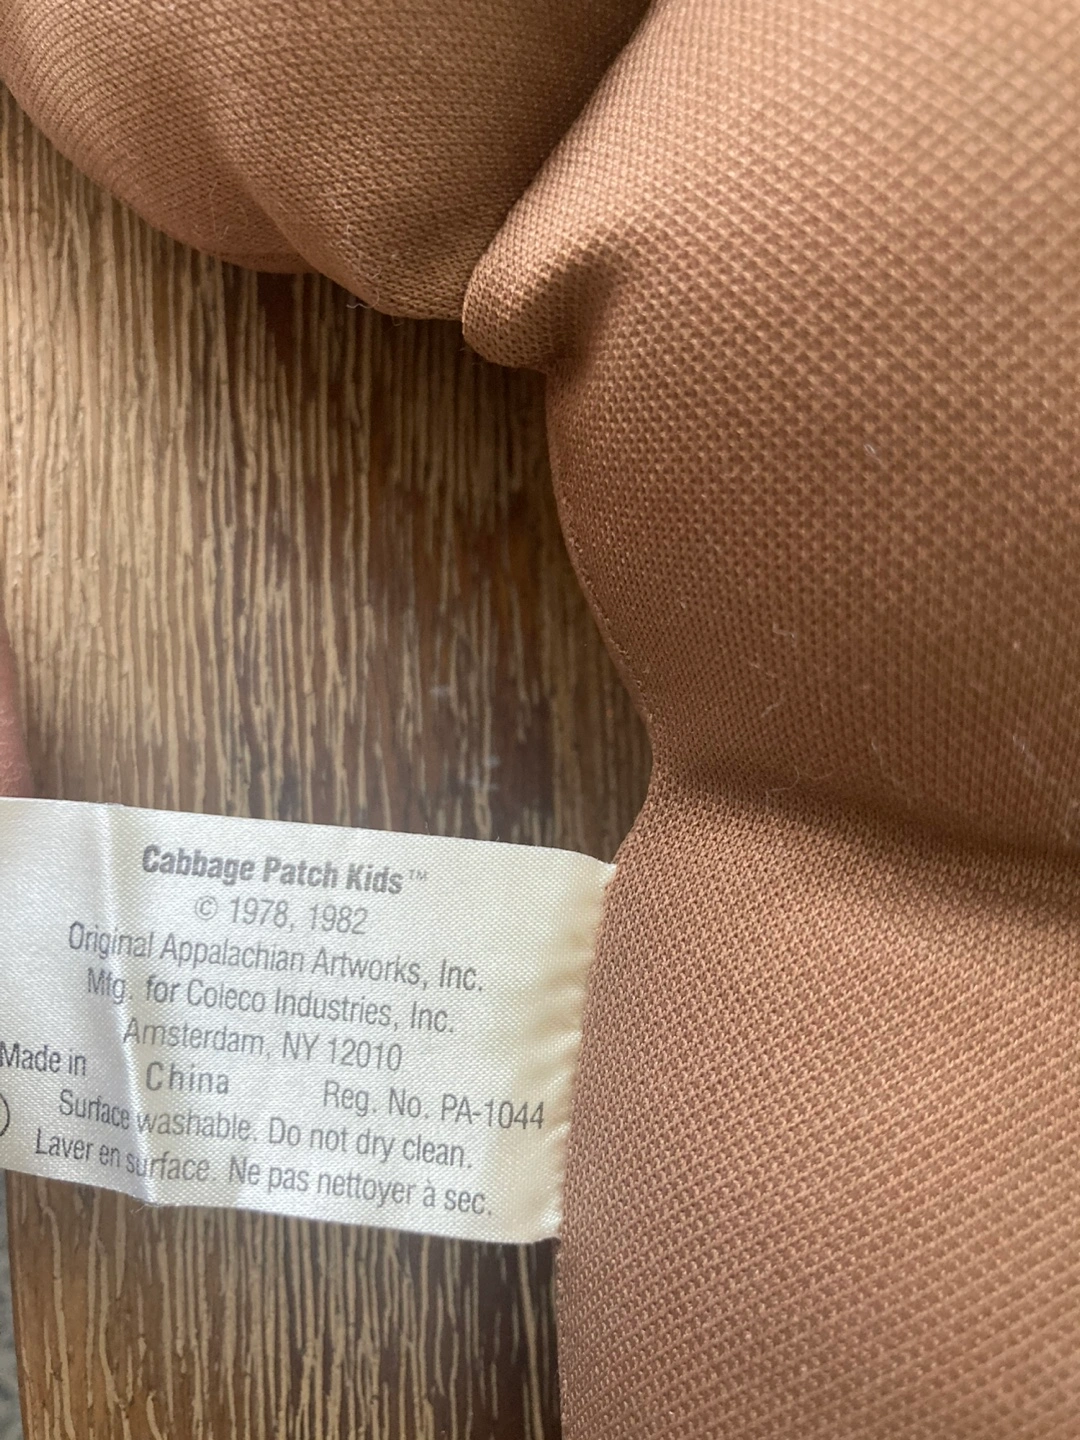 Cabbage Patch Kids™
© 1978, 1982
Original Appalachian Artworks, Inc.
Mfg. for Coleco Industries, Inc.
Amsterdam, NY 12010
Made in China Reg. No. PA-1044
Surface washable. Do not dry clean.
Laver en surface. Ne pas nettoyer à sec.